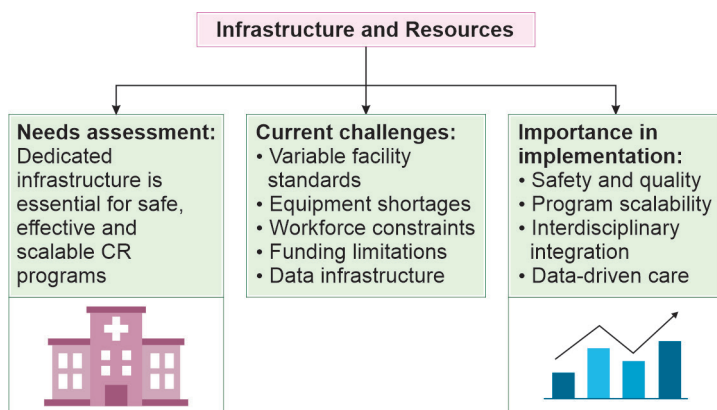 Infrastructure and Resources
Needs assessment:
Dedicated
infrastructure is
essential for safe,
effective and
scalable CR
programs
Current challenges:
• Variable facility
standards
• Equipment shortages
• Workforce constraints
• Funding limitations
• Data infrastructure
Importance in
implementation:
• Safety and quality
• Program scalability
• Interdisciplinary
integration
• Data-driven care